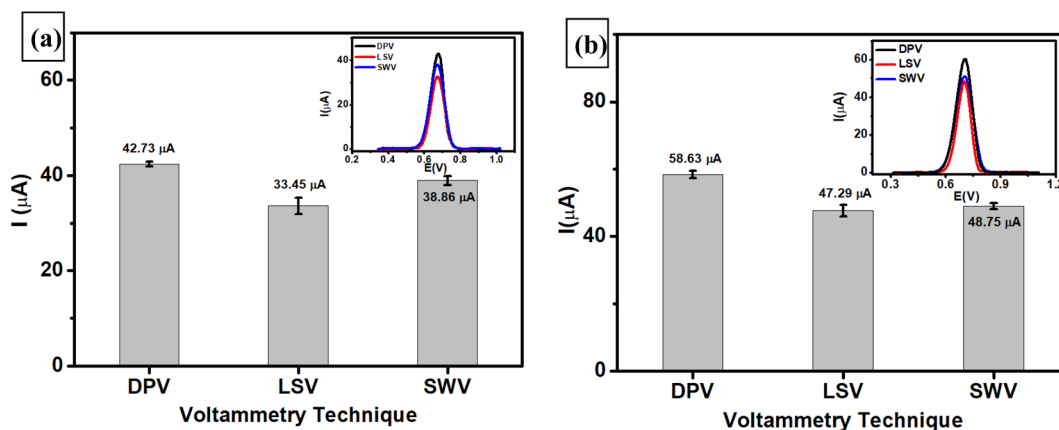 (a)
I (µA)
60
40
20
0
42.73 µA
33.45 µA
38.86 µA
DPV
LSV
SWV
Voltammetry Technique
DPV
LSV
SWV
I(µA)
40
20
0
0.2
0.4
0.6
0.8
1.0
E(V)
(b)
I(µA)
80
40
0
58.63 µA
47.29 µA
48.75 µA
DPV
LSV
SWV
Voltammetry Technique
DPV
LSV
SWV
I(µA)
60
40
20
0
0.3
0.6
0.9
1.2
E(V)